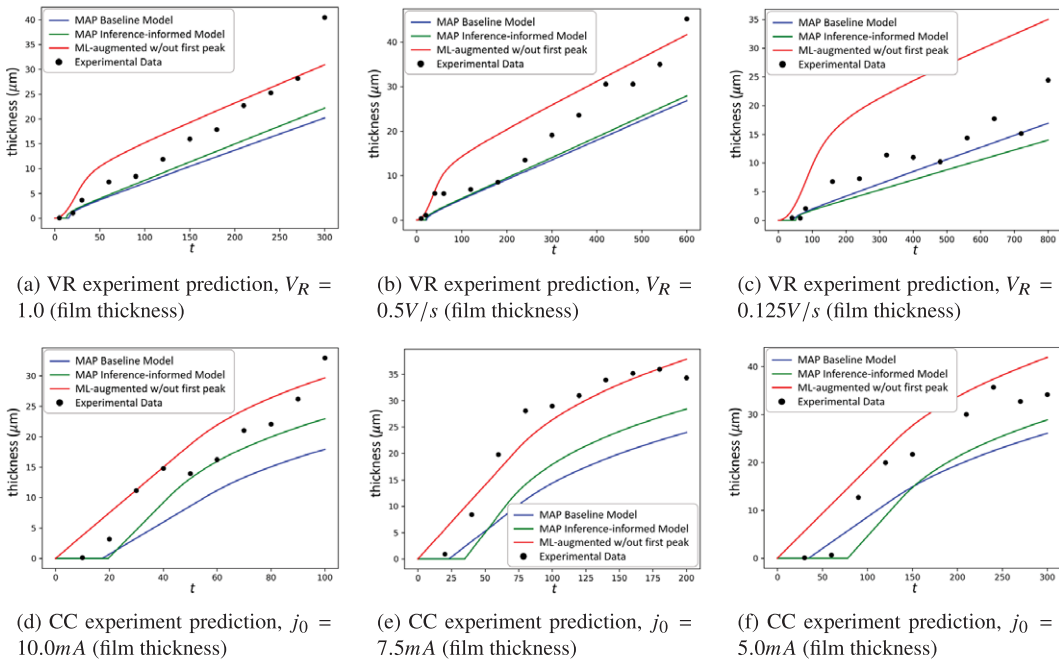 MAP Baseline Model
MAP Inference-informed Model
ML-augmented w/out first peak
Experimental Data
thickness (μm)
40
35
30
25
20
15
10
5
0
0 50 100 150 200 250 300
t
(a) VR experiment prediction, V_R =
1.0 (film thickness)
MAP Baseline Model
MAP Inference-informed Model
ML-augmented w/out first peak
Experimental Data
thickness (μm)
40
30
20
10
0
0 100 200 300 400 500 600
t
(b) VR experiment prediction, V_R =
0.5V/s (film thickness)
MAP Baseline Model
MAP Inference-informed Model
ML-augmented w/out first peak
Experimental Data
thickness (μm)
35
30
25
20
15
10
5
0
0 100 200 300 400 500 600 700 800
t
(c) VR experiment prediction, V_R =
0.125V/s (film thickness)
MAP Baseline Model
MAP Inference-informed Model
ML-augmented w/out first peak
Experimental Data
thickness (μm)
30
25
20
15
10
5
0
0 20 40 60 80 100
t
(d) CC experiment prediction, j_0 =
10.0mA (film thickness)
thickness (μm)
35
30
25
20
15
10
5
0
MAP Baseline Model
MAP Inference-informed Model
ML-augmented w/out first peak
Experimental Data
0 25 50 75 100 125 150 175 200
t
(e) CC experiment prediction, j_0 =
7.5mA (film thickness)
MAP Baseline Model
MAP Inference-informed Model
ML-augmented w/out first peak
Experimental Data
thickness (μm)
40
30
20
10
0
0 50 100 150 200 250 300
t
(f) CC experiment prediction, j_0 =
5.0mA (film thickness)